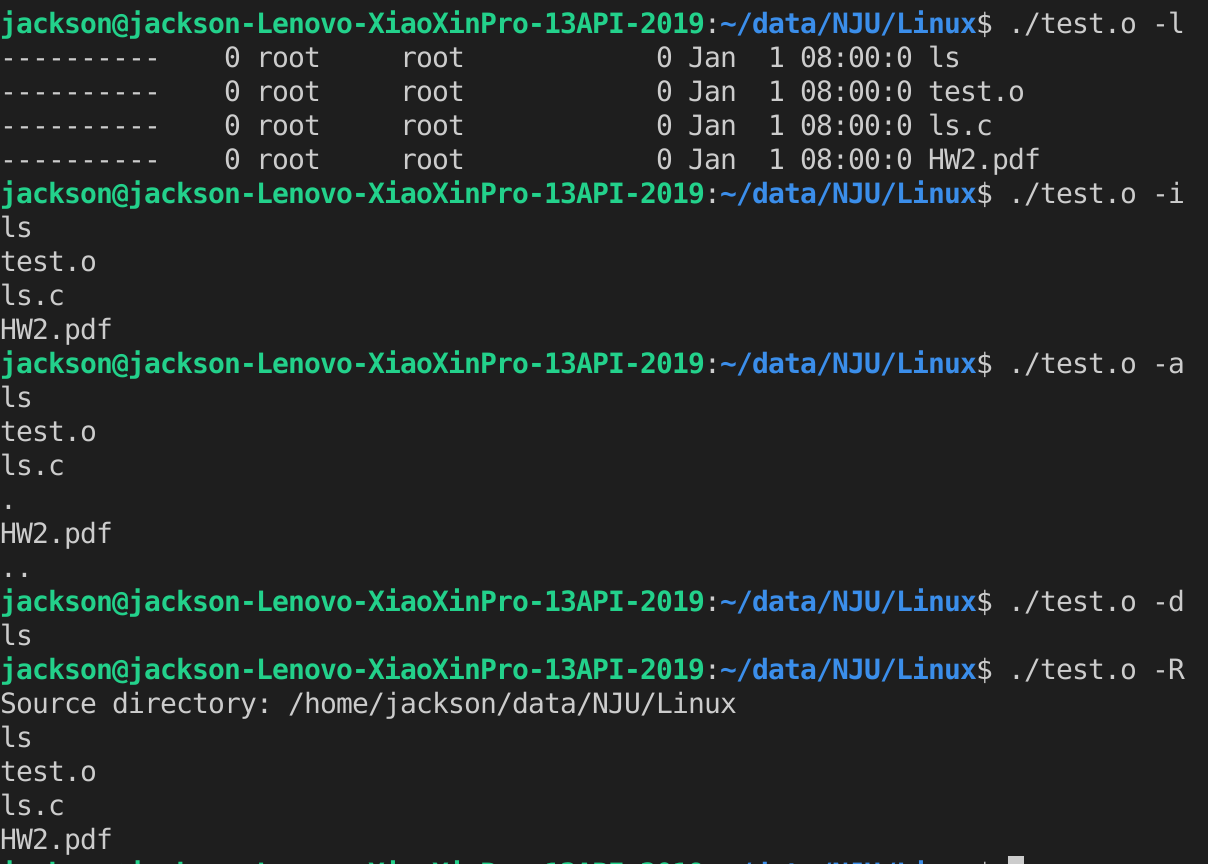 jackson@jackson-Lenovo-XiaoXinPro-13API-2019:~/data/NJU/Linux$ ./test.o -l
----------    0 root     root            0 Jan  1 08:00:0 ls
----------    0 root     root            0 Jan  1 08:00:0 test.o
----------    0 root     root            0 Jan  1 08:00:0 ls.c
----------    0 root     root            0 Jan  1 08:00:0 HW2.pdf
jackson@jackson-Lenovo-XiaoXinPro-13API-2019:~/data/NJU/Linux$ ./test.o -i
ls
test.o
ls.c
HW2.pdf
jackson@jackson-Lenovo-XiaoXinPro-13API-2019:~/data/NJU/Linux$ ./test.o -a
ls
test.o
ls.c
.
HW2.pdf
..
jackson@jackson-Lenovo-XiaoXinPro-13API-2019:~/data/NJU/Linux$ ./test.o -d
ls
jackson@jackson-Lenovo-XiaoXinPro-13API-2019:~/data/NJU/Linux$ ./test.o -R
Source directory: /home/jackson/data/NJU/Linux
ls
test.o
ls.c
HW2.pdf